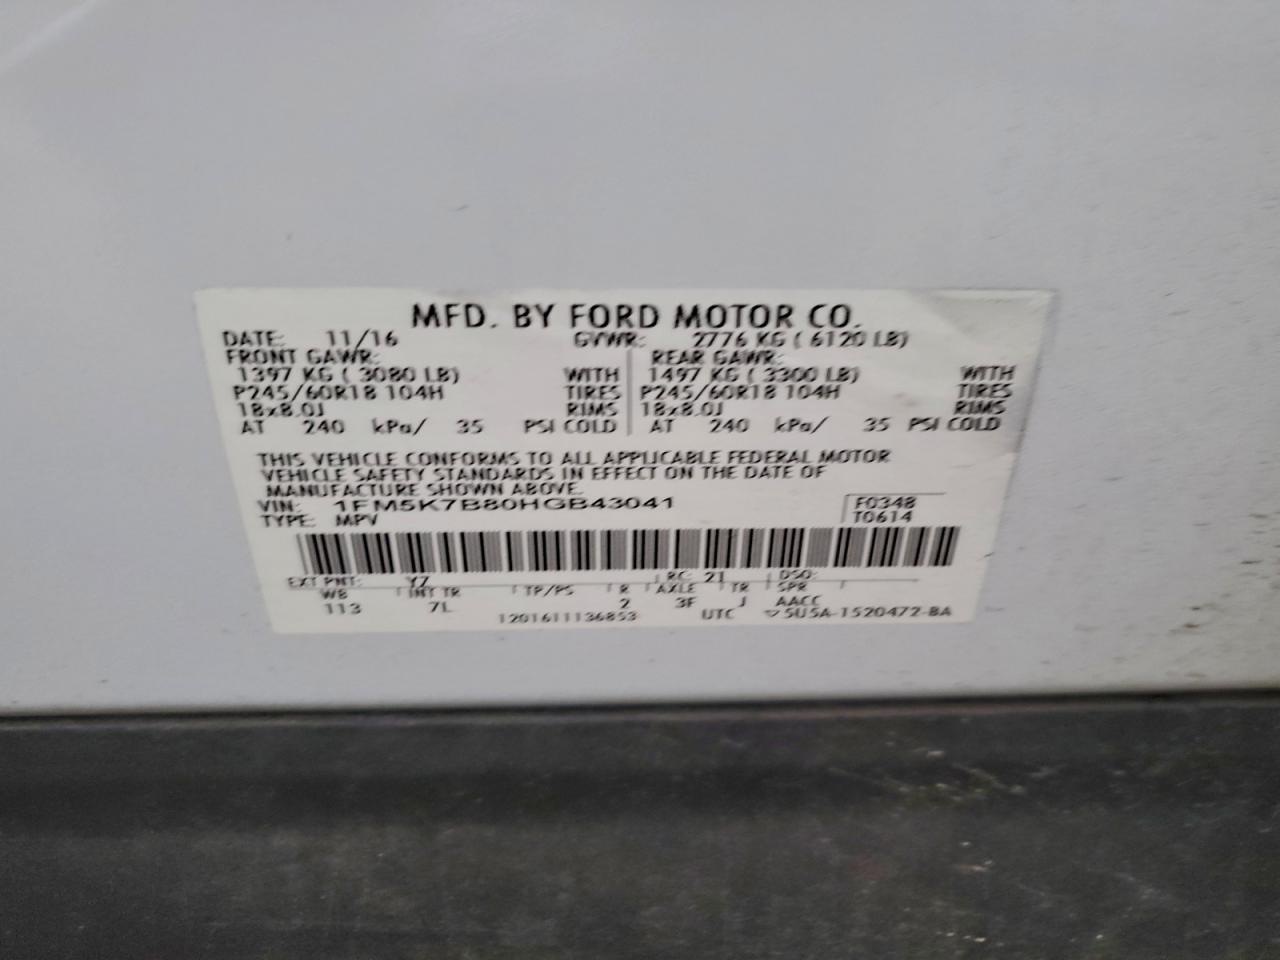 MFD. BY FORD MOTOR CO.
DATE: 11/16 GVWR: 2776 KG ( 6120 LB)
FRONT GAWR: REAR GAWR:
1397 KG ( 3080 LB) WITH 1497 KG ( 3300 LB) WITH
P245/60R18 104H TIRES P245/60R18 104H TIRES
18x8.0J RIMS 18x8.0J RIMS
AT 240 kPa/ 35 PSI COLD AT 240 kPa/ 35 PSI COLD
THIS VEHICLE CONFORMS TO ALL APPLICABLE FEDERAL MOTOR
VEHICLE SAFETY STANDARDS IN EFFECT ON THE DATE OF
MANUFACTURE SHOWN ABOVE.
VIN: 1FM5K7B80HGB43041 F0348
TYPE: MPV T0614
EXT PNT: YZ RC: 21 DSO:
WB INT TR TP/PS R AXLE TR SPR
113 7L 2 3F J AACC
1201611136853 UTC 5U5A-1520472-BA